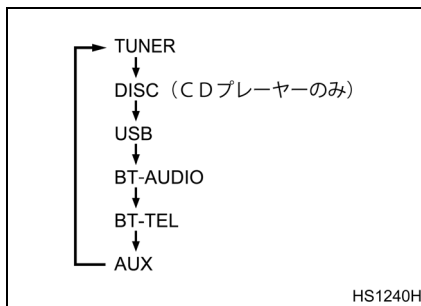 TUNER
DISC（ＣＤプレーヤーのみ）
USB
BT-AUDIO
BT-TEL
AUX
HS1240H